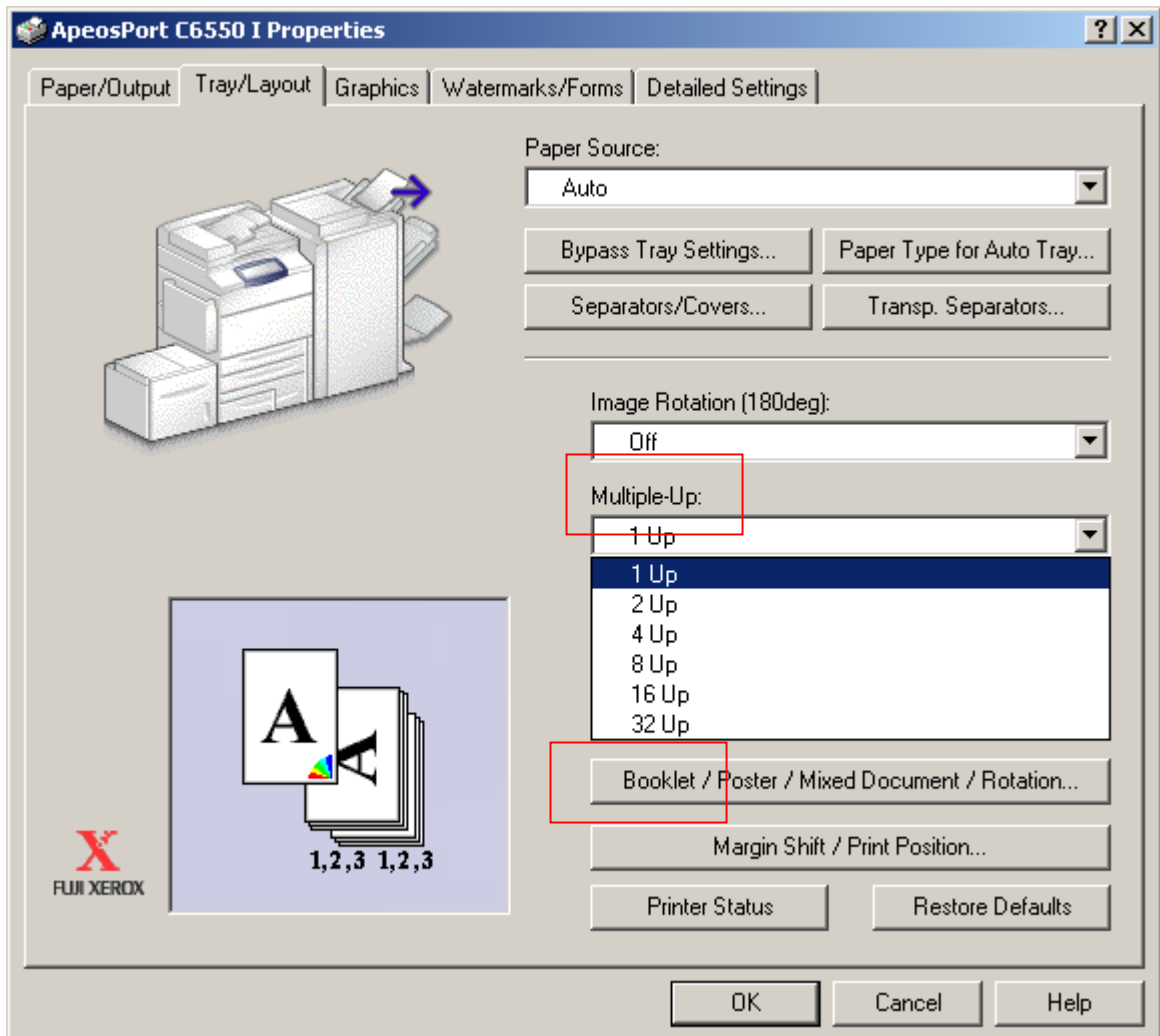 ApeosPort C6550 I Properties
? X
Paper/Output Tray/Layout Graphics Watermarks/Forms Detailed Settings
Paper Source:
Auto
Bypass Tray Settings... Paper Type for Auto Tray...
Separators/Covers... Transp. Separators...
Image Rotation (180deg):
Off
Multiple-Up:
1 Up
1 Up
2 Up
4 Up
8 Up
16 Up
32 Up
A
A
1,2,3 1,2,3
X
FUJI XEROX
Booklet / Poster / Mixed Document / Rotation...
Margin Shift / Print Position...
Printer Status Restore Defaults
OK Cancel Help